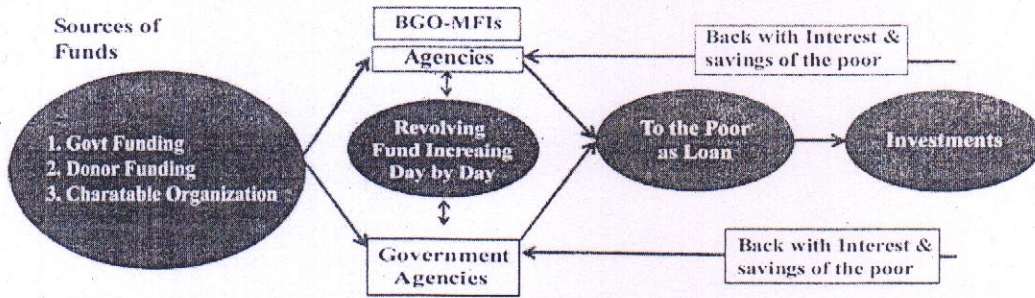 Sources of
Funds
1. Govt Funding
2, Donor Funding
3. Charatable Organization
BGO-MFIs
Agencies
Revolving
Fund Increaing
Day by Day
Government
Agencies
To the Poor
as Loan
Investments
Back with Interest &
savings of the poor
Back with Interest &
savings of the poor